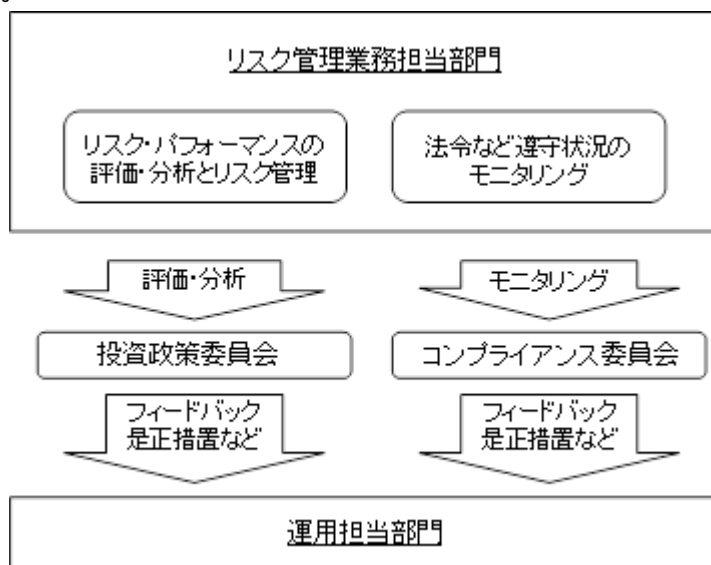 。
リスク管理業務担当部門
リスク・パフォーマンスの
評価・分析とリスク管理
法令など遵守状況の
モニタリング
評価・分析
モニタリング
投資政策委員会
コンプライアンス委員会
フィードバック
是正措置など
フィードバック
是正措置など
運用担当部門